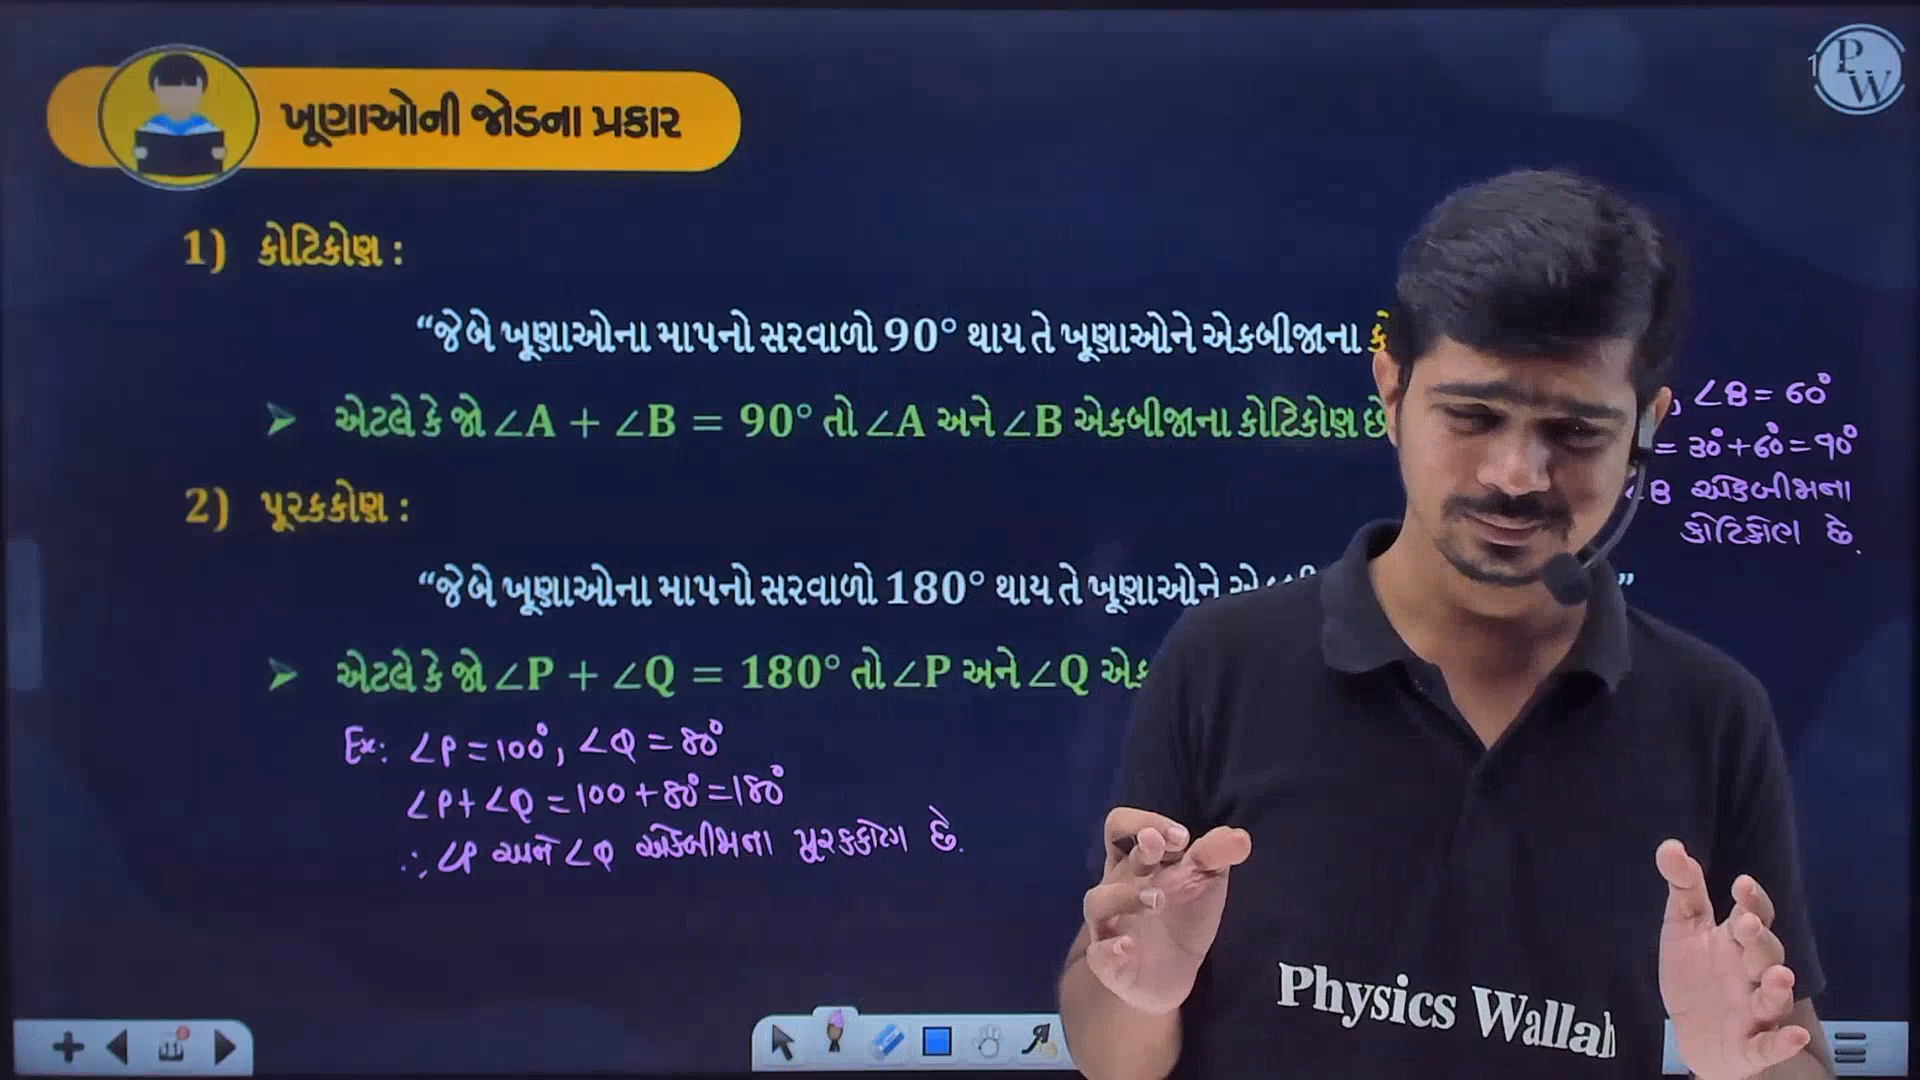 ખૂણાઓની જોડના પ્રકાર
PW
1) કોટિકોણ :
“જે બે ખૂણાઓના માપનો સરવાળો 90° થાય તે ખૂણાઓને એકબીજાના
➢ એટલે કે જો ∠A + ∠B = 90° તો ∠A અને ∠B એકબીજાના કોટિકોણ છે
∠B = 60°
= 30° + 60° = 90°
∠B એકબીજાના
કોટિકોણ છે.
2) પૂરકકોણ :
“જે બે ખૂણાઓના માપનો સરવાળો 180° થાય તે ખૂણાઓને ”
➢ એટલે કે જો ∠P + ∠Q = 180° તો ∠P અને ∠Q
Ex: ∠P = 100°, ∠Q = 80°
∠P + ∠Q = 100 + 80° = 180°
∴ ∠P અને ∠Q એકબીજાના પૂરકકોણ છે.
Physics Wallah